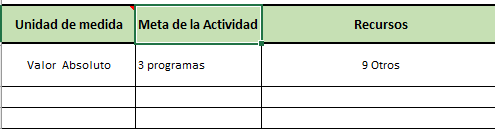 Unidad de medida Meta de la Actividad Recursos
Valor Absoluto 3 programas 9 Otros